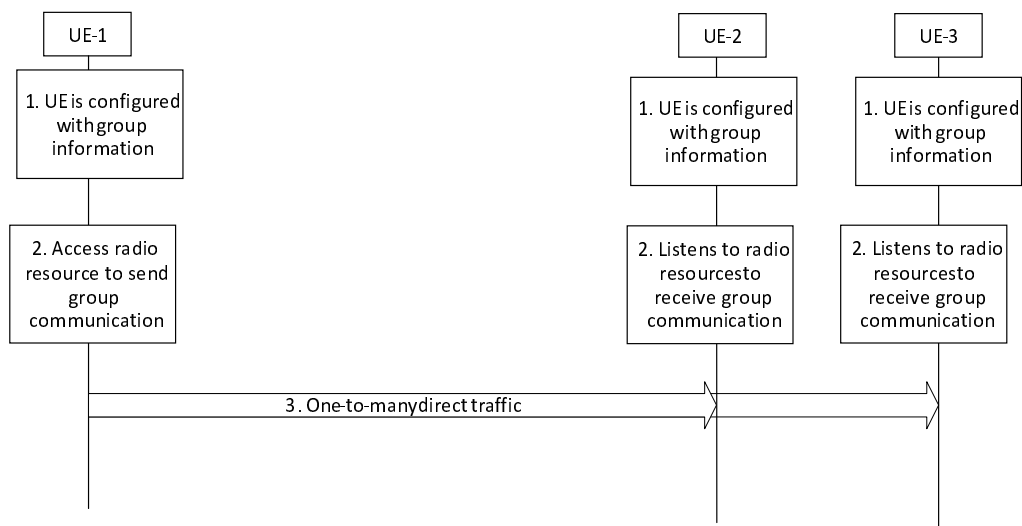 UE-1
UE-2
UE-3
1. UE is configured
with group
information
1. UE is configured
with group
information
1. UE is configured
with group
information
2. Access radio
resource to send
group
communication
2. Listens to radio
resourcesto
receive group
communication
2. Listens to radio
resourcesto
receive group
communication
3. One-to-manydirect traffic